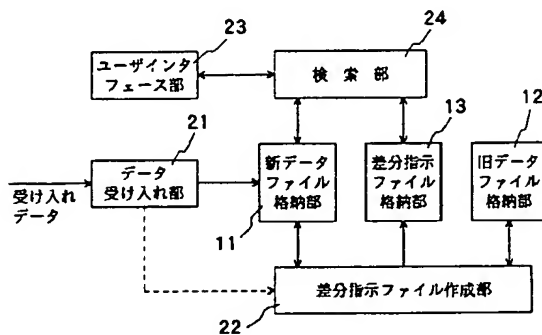 23
24
ユーザインタ
フェース部
検索部
21
13
12
データ
受け入れ部
新データ
ファイル
格納部
差分指示
ファイル
格納部
旧データ
ファイル
格納部
受け入れ
データ
11
差分指示ファイル作成部
22